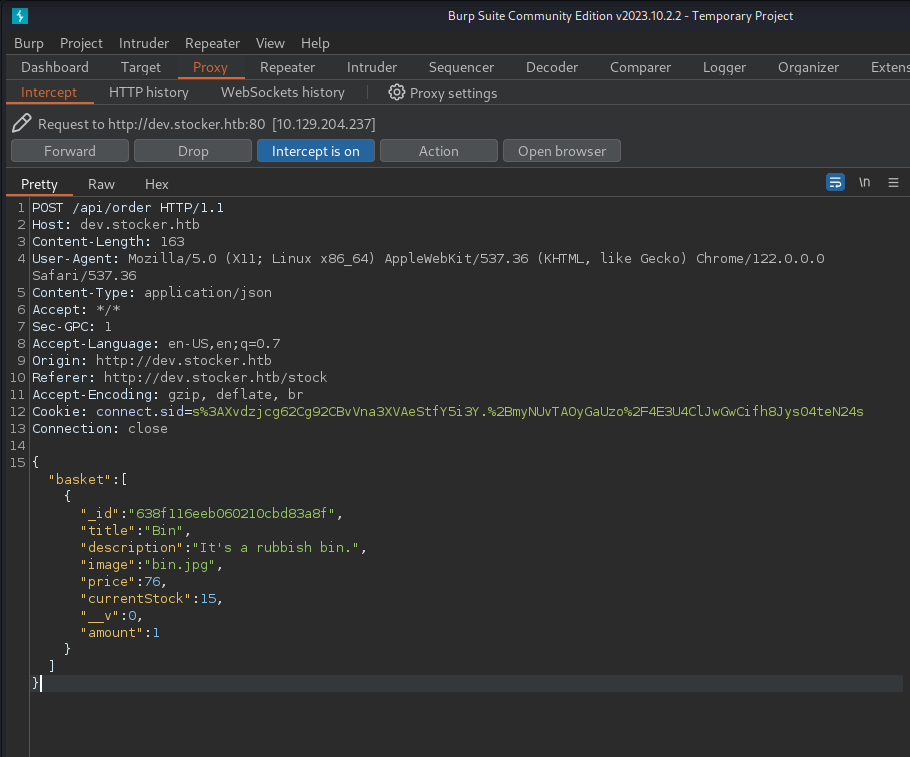 Burp Suite Community Edition v2023.10.2.2 - Temporary Project
Burp Project Intruder Repeater View Help
Dashboard Target Proxy Repeater Intruder Sequencer Decoder Comparer Logger Organizer Extens
Intercept HTTP history WebSockets history Proxy settings
Request to http://dev.stocker.htb:80 [10.129.204.237]
Forward Drop Intercept is on Action Open browser
Pretty Raw Hex \n
1 POST /api/order HTTP/1.1
2 Host: dev.stocker.htb
3 Content-Length: 163
4 User-Agent: Mozilla/5.0 (X11; Linux x86_64) AppleWebKit/537.36 (KHTML, like Gecko) Chrome/122.0.0.0
Safari/537.36
5 Content-Type: application/json
6 Accept: */*
7 Sec-GPC: 1
8 Accept-Language: en-US,en;q=0.7
9 Origin: http://dev.stocker.htb
10 Referer: http://dev.stocker.htb/stock
11 Accept-Encoding: gzip, deflate, br
12 Cookie: connect.sid=s%3AXvdzjcg62Cg92CBvVna3XVAeStfY5i3Y.%2BmyNUvTAOyGaUzo%2F4E3U4ClJwGwCifh8JysO4teN24s
13 Connection: close
14
15 {
"basket":[
{
"_id":"638f116eeb060210cbd83a8f",
"title":"Bin",
"description":"It's a rubbish bin.",
"image":"bin.jpg",
"price":76,
"currentStock":15,
"__v":0,
"amount":1
}
]
}